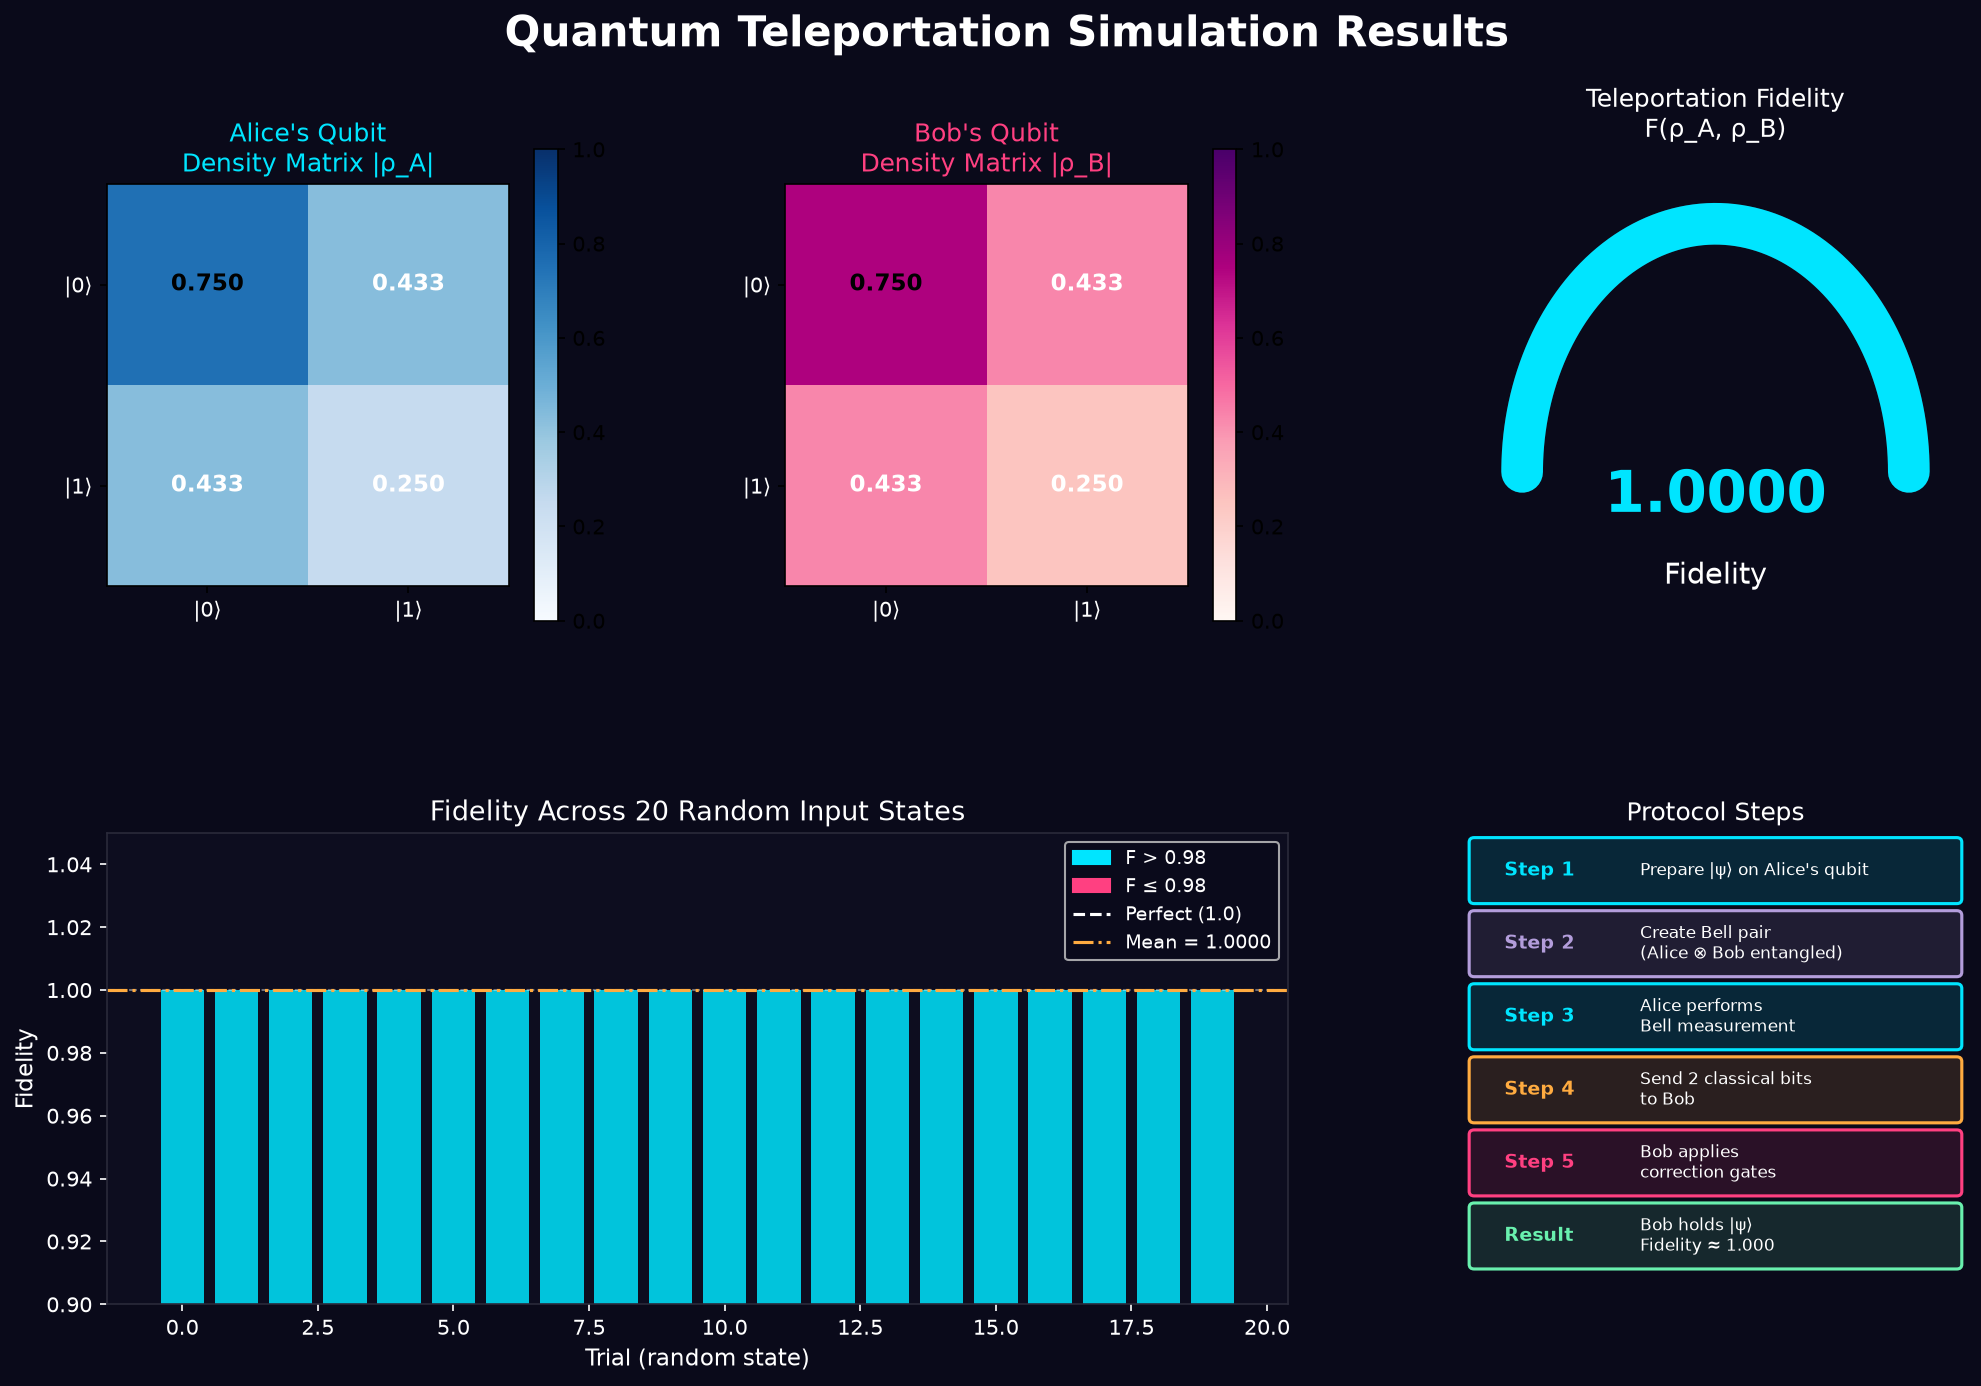 Quantum Teleportation Simulation Results
Alice's Qubit
Density Matrix |ρ_A|
|0⟩
|1⟩
0.750
0.433
0.433
0.250
|0⟩
|1⟩
1.0
0.8
0.6
0.4
0.2
0.0
Bob's Qubit
Density Matrix |ρ_B|
|0⟩
|1⟩
0.750
0.433
0.433
0.250
|0⟩
|1⟩
1.0
0.8
0.6
0.4
0.2
0.0
Teleportation Fidelity
F(ρ_A, ρ_B)
1.0000
Fidelity
Fidelity Across 20 Random Input States
Fidelity
1.04
1.02
1.00
0.98
0.96
0.94
0.92
0.90
F > 0.98
F ≤ 0.98
Perfect (1.0)
Mean = 1.0000
0.0
2.5
5.0
7.5
10.0
12.5
15.0
17.5
20.0
Trial (random state)
Protocol Steps
Step 1
Prepare |ψ⟩ on Alice's qubit
Step 2
Create Bell pair
(Alice ⊗ Bob entangled)
Step 3
Alice performs
Bell measurement
Step 4
Send 2 classical bits
to Bob
Step 5
Bob applies
correction gates
Result
Bob holds |ψ⟩
Fidelity ≈ 1.000